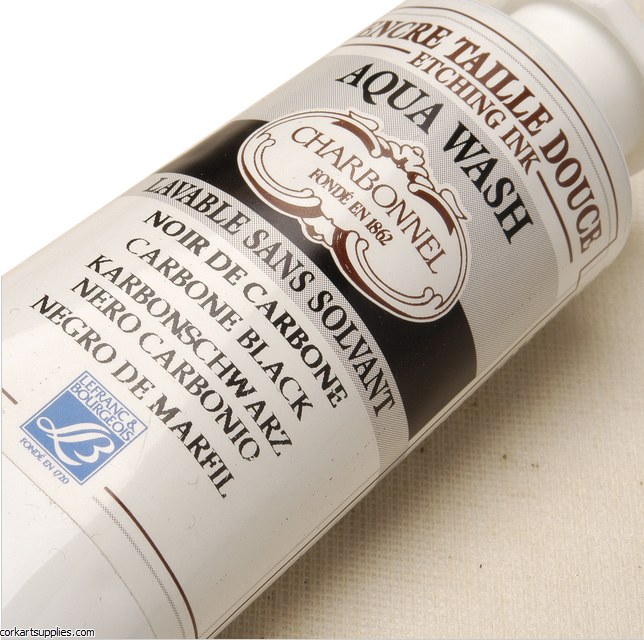 ENCRE TAILLE DOUCE
ETCHING INK
AQUA WASH
CHARBONNEL
FONDÉ EN 1862
LAVABLE SANS SOLVANT
NOIR DE CARBONE
CARBONE BLACK
KARBONSCHWARZ
NERO CARBONIO
NEGRO DE MARFIL
LEFRANC &
BOURGEOIS
LB
FONDÉ EN 1720
corkartsupplies.com